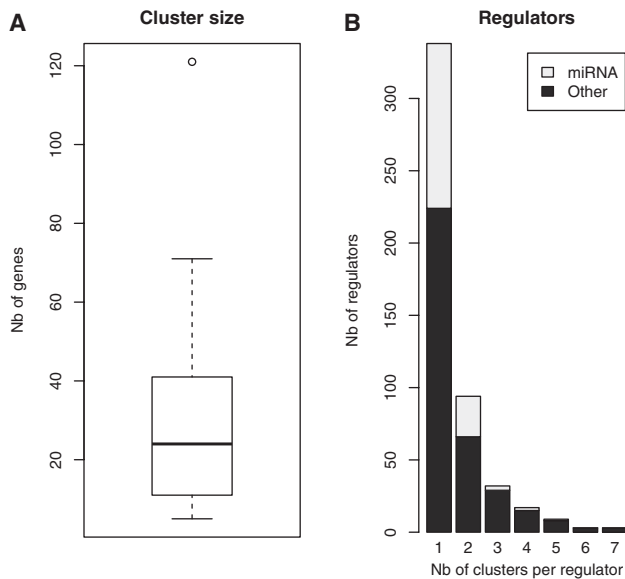 A
Cluster size
Nb of genes
120
100
80
60
40
20
B
Regulators
miRNA
Other
Nb of regulators
300
250
200
150
100
50
0
1 2 3 4 5 6 7
Nb of clusters per regulator